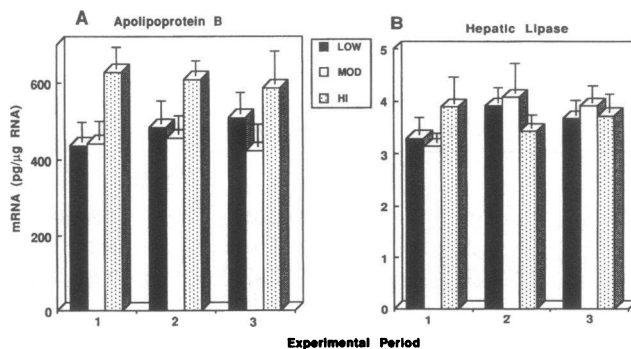 A Apolipoprotein B
B Hepatic Lipase
LOW
MOD
HI
mRNA (pg/μg RNA)
600
400
200
0
1 2 3
5
4
3
2
1
0
1 2 3
Experimental Period